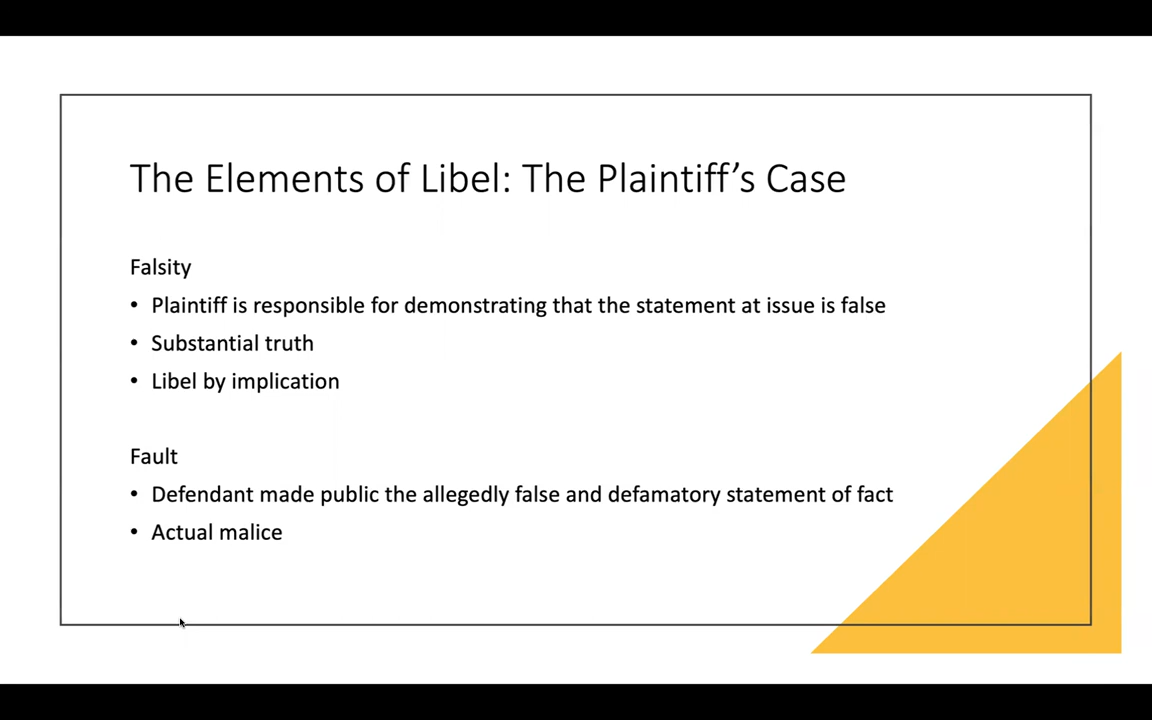 The Elements of Libel: The Plaintiff’s Case
Falsity
• Plaintiff is responsible for demonstrating that the statement at issue is false
• Substantial truth
• Libel by implication
Fault
• Defendant made public the allegedly false and defamatory statement of fact
• Actual malice